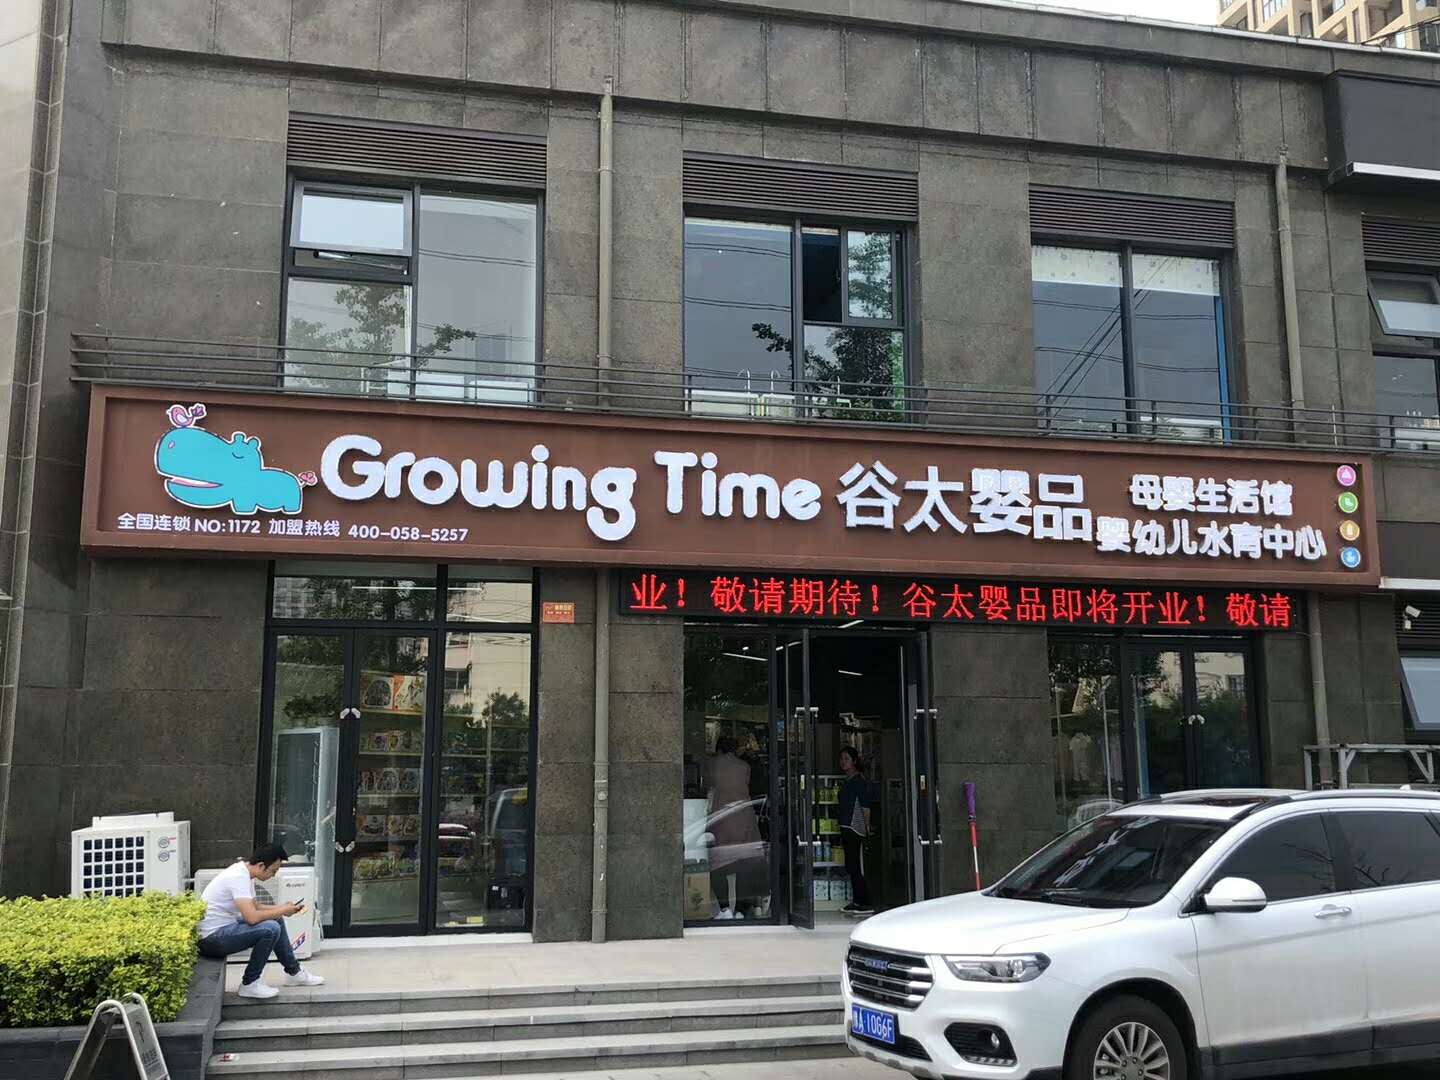 Growing Time 谷太婴品
母婴生活馆
婴幼儿水育中心
全国连锁 NO:1172 加盟热线 400-058-5257
业！敬请期待！谷太婴品即将开业！敬请